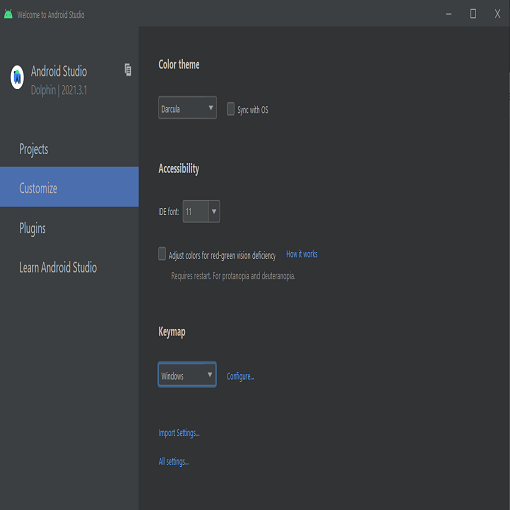 Welcome to Android Studio
Android Studio
Dolphin | 2021.3.1
Projects
Customize
Plugins
Learn Android Studio
Color theme
Darcula
Sync with OS
Accessibility
IDE font: 11
Adjust colors for red-green vision deficiency How it works
Requires restart. For protanopia and deuteranopia.
Keymap
Windows
Configure...
Import Settings...
All settings...